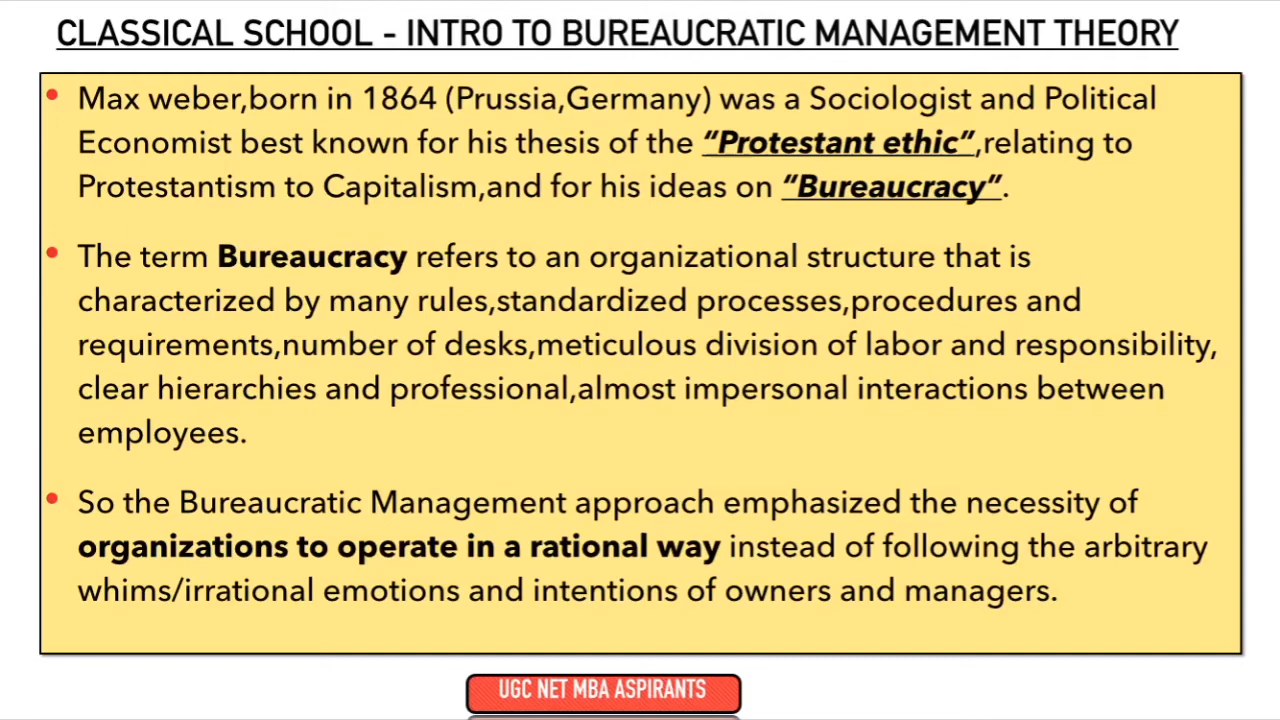 CLASSICAL SCHOOL - INTRO TO BUREAUCRATIC MANAGEMENT THEORY
• Max weber,born in 1864 (Prussia,Germany) was a Sociologist and Political
Economist best known for his thesis of the “Protestant ethic”,relating to
Protestantism to Capitalism,and for his ideas on “Bureaucracy”.
• The term Bureaucracy refers to an organizational structure that is
characterized by many rules,standardized processes,procedures and
requirements,number of desks,meticulous division of labor and responsibility,
clear hierarchies and professional,almost impersonal interactions between
employees.
• So the Bureaucratic Management approach emphasized the necessity of
organizations to operate in a rational way instead of following the arbitrary
whims/irrational emotions and intentions of owners and managers.
UGC NET MBA ASPIRANTS